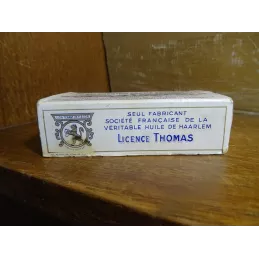 SEUL FABRICANT
SOCIÉTÉ FRANÇAISE DE LA
VÉRITABLE HUILE DE HAARLEM
LICENCE THOMAS